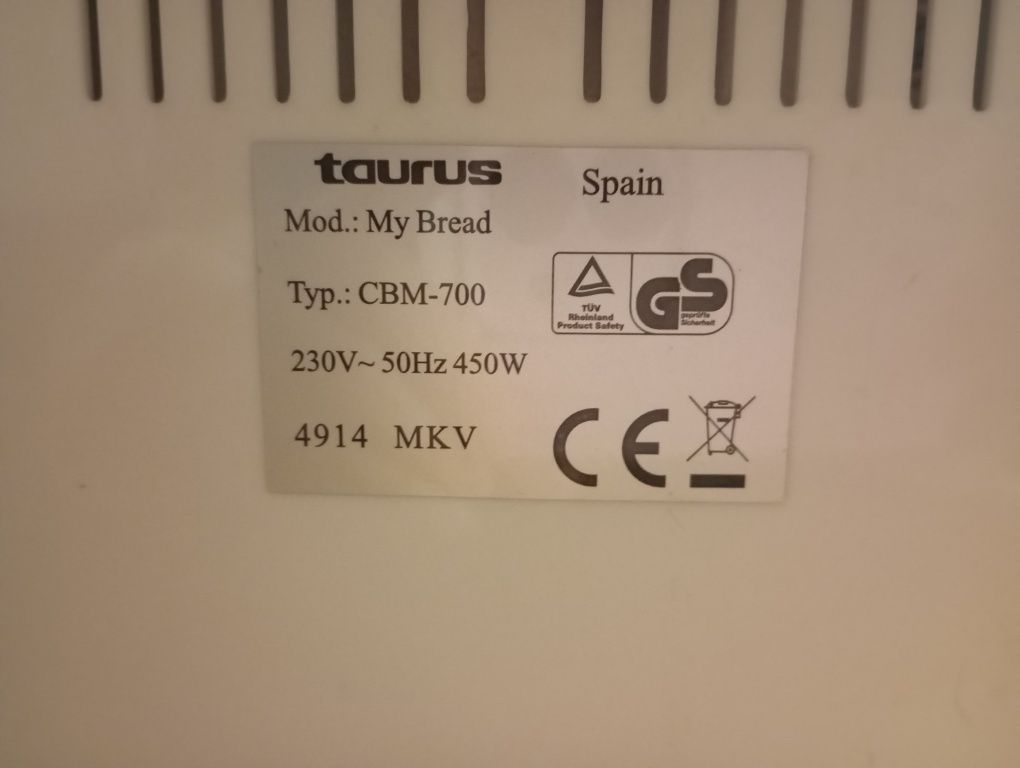 taurus
Spain
Mod.: My Bread
Typ.: CBM-700
TÜV
Rheinland
Product Safety
GS
geprüfte
Sicherheit
230V~ 50Hz 450W
4914 MKV
CE